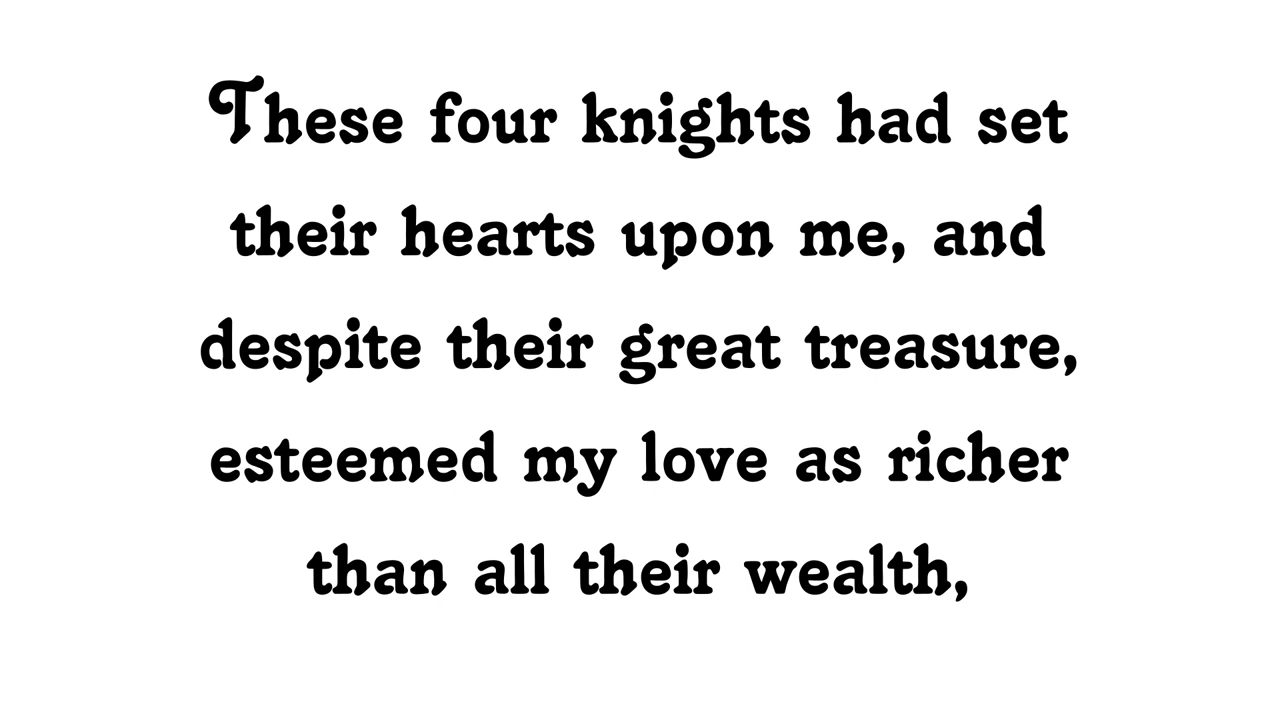 These four knights had set
their hearts upon me, and
despite their great treasure,
esteemed my love as richer
than all their wealth,